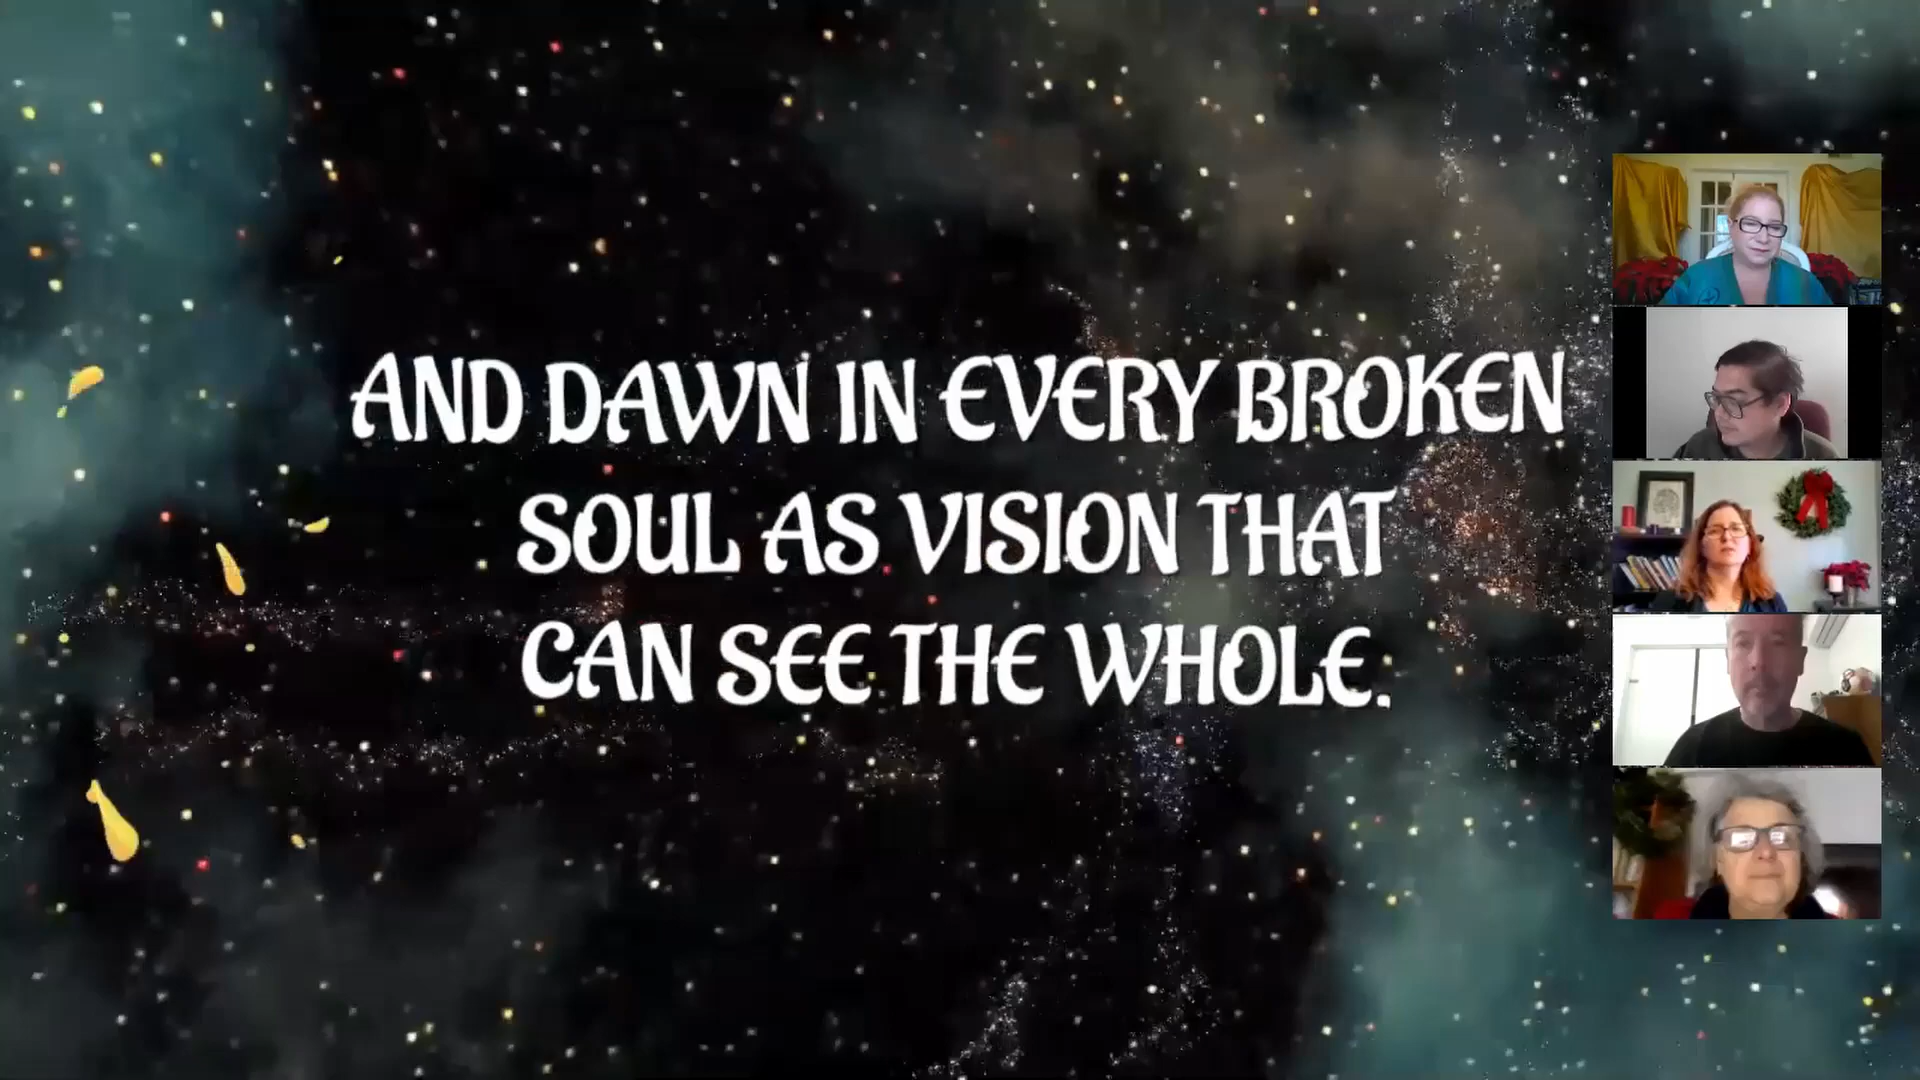 AND DAWN IN EVERY BROKEN
SOUL AS VISION THAT
CAN SEE THE WHOLE.